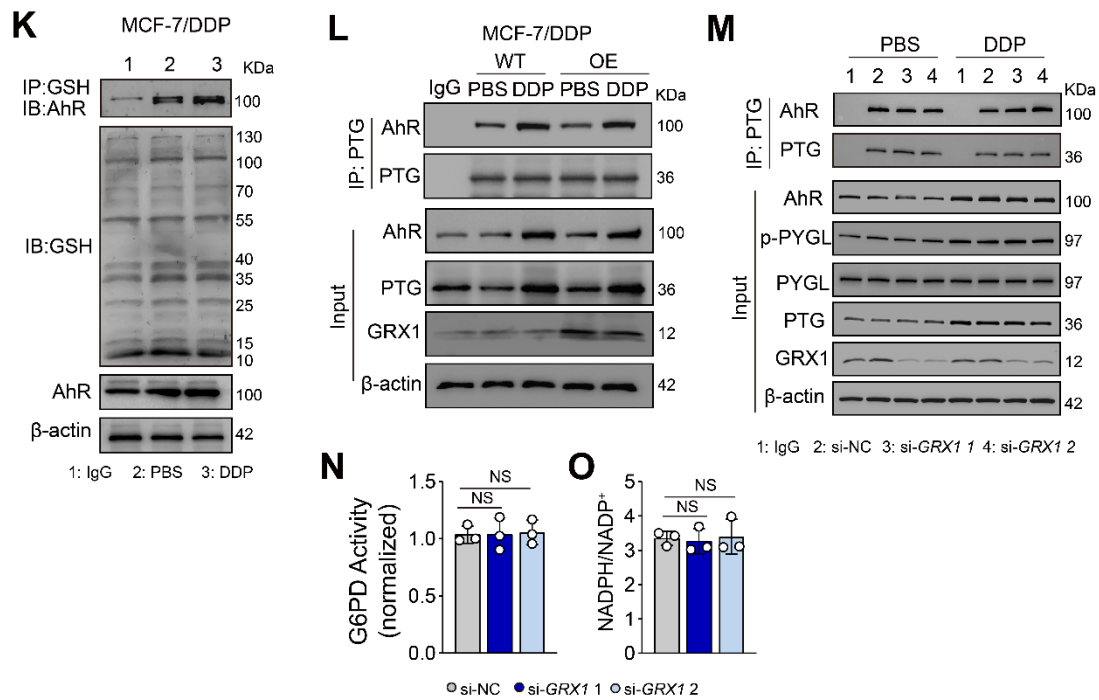 K
MCF-7/DDP
1 2 3 KDa
IP:GSH
IB:AhR
100
IB:GSH
130
100
70
55
40
35
25
15
10
AhR 100
β-actin 42
1: IgG 2: PBS 3: DDP
L
MCF-7/DDP
WT OE
IgG PBS DDP PBS DDP KDa
IP: PTG
AhR 100
PTG 36
Input
AhR 100
PTG 36
GRX1 12
β-actin 42
M
PBS DDP
1 2 3 4 1 2 3 4 KDa
IP: PTG
AhR 100
PTG 36
Input
AhR 100
p-PYGL 97
PYGL 97
PTG 36
GRX1 12
β-actin 42
1: IgG 2: si-NC 3: si-GRX1 1 4: si-GRX1 2
N
G6PD Activity
(normalized)
1.5
1.0
0.5
0.0
NS
NS
O
NADPH/NADP+
5
4
3
2
1
0
NS
NS
si-NC si-GRX1 1 si-GRX1 2